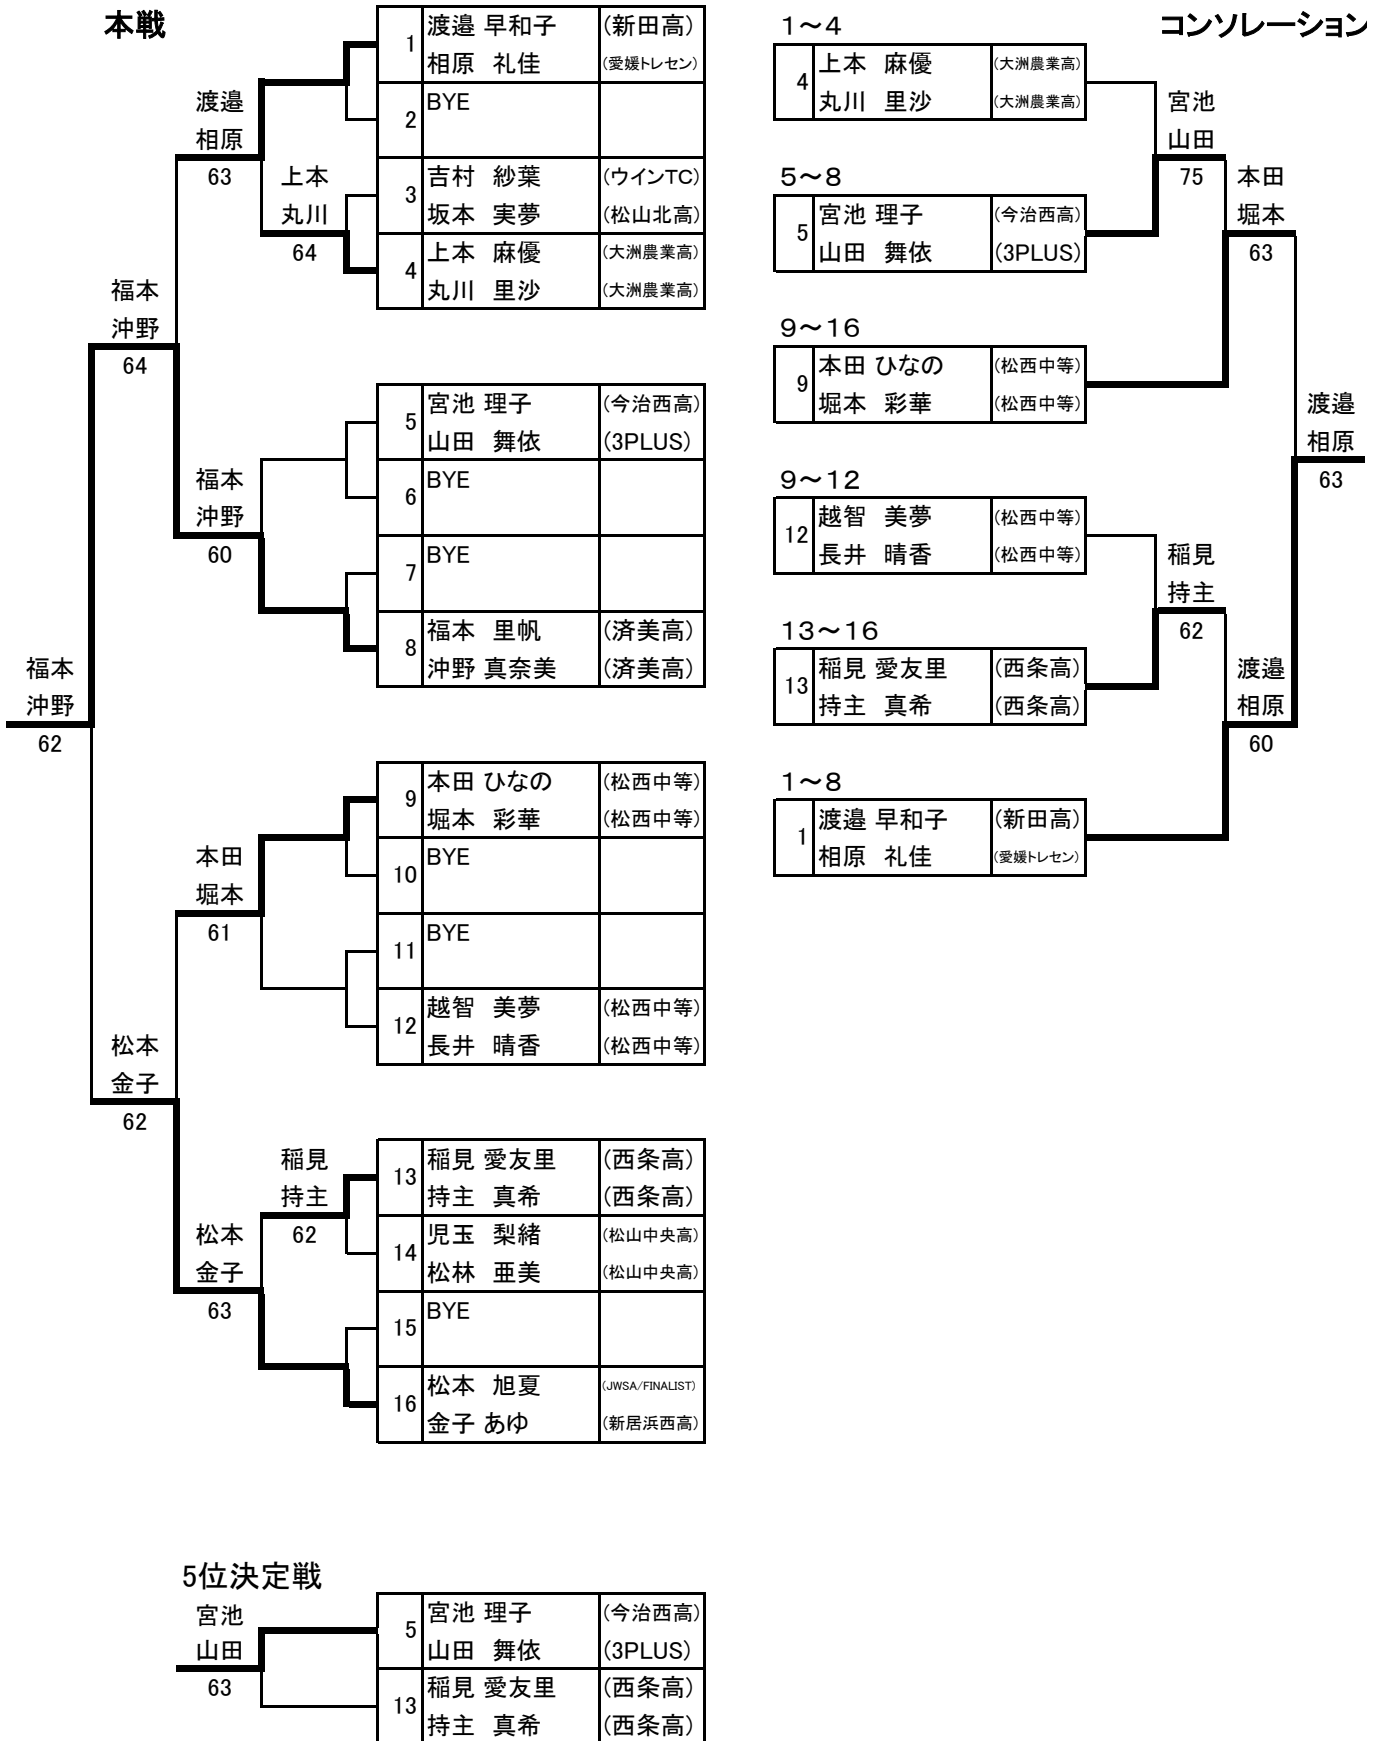 本戦
1 渡邉 早和子 (新田高)
相原 礼佳 (愛媛トレセン)
2 BYE
3 吉村 紗葉 (ウインTC)
坂本 実夢 (松山北高)
4 上本 麻優 (大洲農業高)
丸川 里沙 (大洲農業高)
5 宮池 理子 (今治西高)
山田 舞依 (3PLUS)
6 BYE
7 BYE
8 福本 里帆 (済美高)
沖野 真奈美 (済美高)
9 本田 ひなの (松西中等)
堀本 彩華 (松西中等)
10 BYE
11 BYE
12 越智 美夢 (松西中等)
長井 晴香 (松西中等)
13 稲見 愛友里 (西条高)
持主 真希 (西条高)
14 児玉 梨緒 (松山中央高)
松林 亜美 (松山中央高)
15 BYE
16 松本 旭夏 (JWSA/FINALIST)
金子 あゆ (新居浜西高)
上本
丸川
64
稲見
持主
62
渡邉
相原
63
福本
沖野
60
本田
堀本
61
松本
金子
63
福本
沖野
64
松本
金子
62
福本
沖野
62
5位決定戦
5 宮池 理子 (今治西高)
山田 舞依 (3PLUS)
13 稲見 愛友里 (西条高)
持主 真希 (西条高)
宮池
山田
63
コンソレーション
1～4
4 上本 麻優 (大洲農業高)
丸川 里沙 (大洲農業高)
5～8
5 宮池 理子 (今治西高)
山田 舞依 (3PLUS)
9～16
9 本田 ひなの (松西中等)
堀本 彩華 (松西中等)
9～12
12 越智 美夢 (松西中等)
長井 晴香 (松西中等)
13～16
13 稲見 愛友里 (西条高)
持主 真希 (西条高)
1～8
1 渡邉 早和子 (新田高)
相原 礼佳 (愛媛トレセン)
宮池
山田
75
稲見
持主
62
本田
堀本
63
渡邉
相原
60
渡邉
相原
63